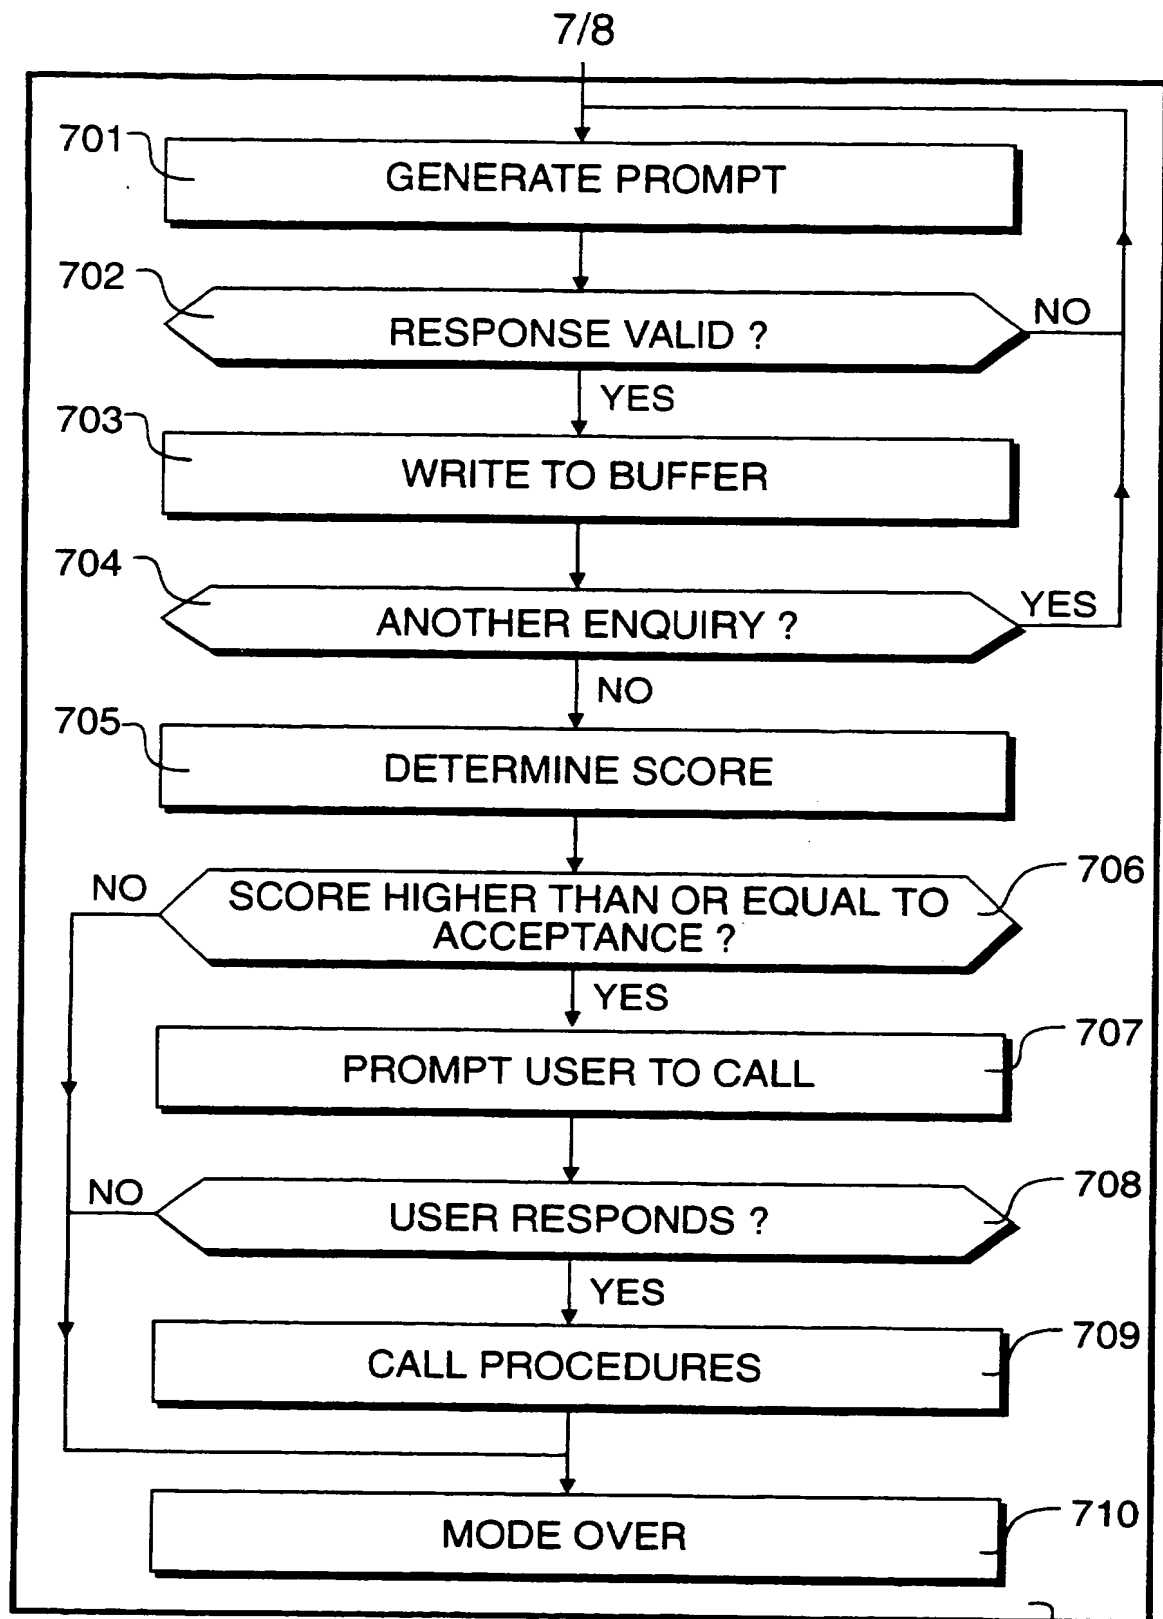 7/8
701
GENERATE PROMPT
702
RESPONSE VALID ?
NO
YES
703
WRITE TO BUFFER
704
ANOTHER ENQUIRY ?
YES
NO
705
DETERMINE SCORE
706
NO
SCORE HIGHER THAN OR EQUAL TO
ACCEPTANCE ?
YES
707
PROMPT USER TO CALL
708
NO
USER RESPONDS ?
YES
709
CALL PROCEDURES
710
MODE OVER